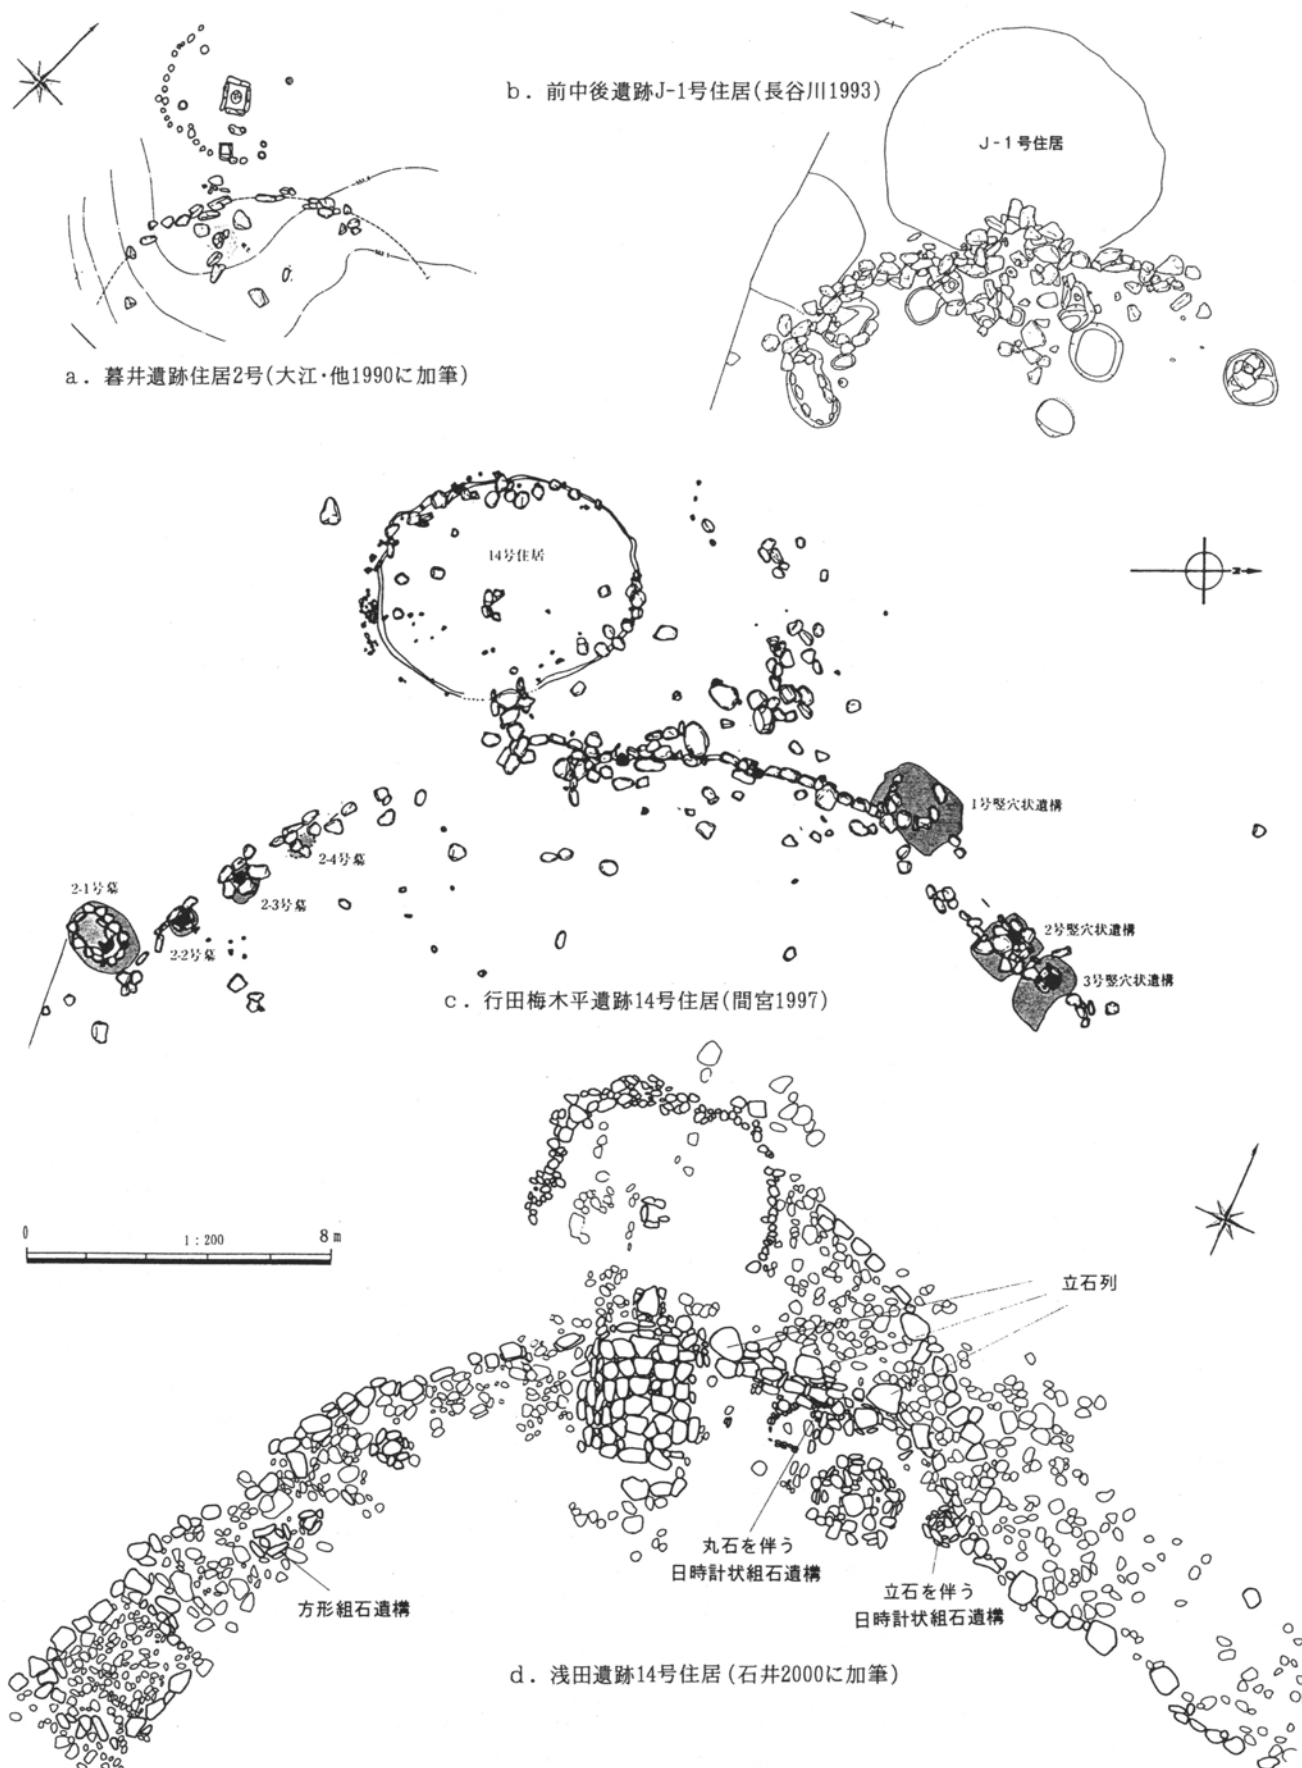 b. 前中後遺跡J-1号住居(長谷川1993)
J-1号住居
a. 暮井遺跡住居2号(大江・他1990に加筆)
14号住居
N
1号竪穴状遺構
2-4号墓
2-1号墓
2-3号墓
2-2号墓
2号竪穴状遺構
3号竪穴状遺構
c. 行田梅木平遺跡14号住居(間宮1997)
0
1:200
8m
立石列
丸石を伴う
日時計状組石遺構
立石を伴う
日時計状組石遺構
方形組石遺構
d. 浅田遺跡14号住居(石井2000に加筆)